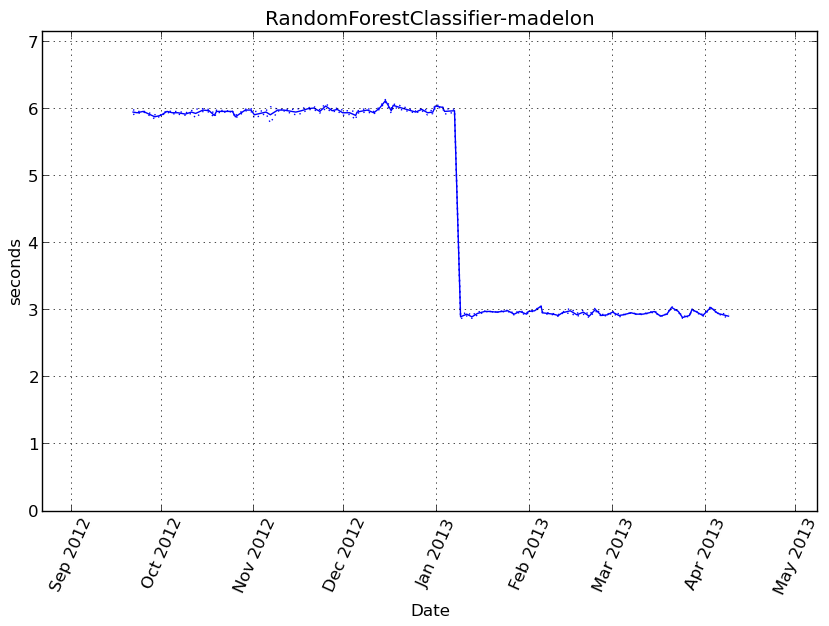 RandomForestClassifier-madelon
7
6
5
4
3
2
1
0
seconds
Sep 2012
Oct 2012
Nov 2012
Dec 2012
Jan 2013
Feb 2013
Mar 2013
Apr 2013
May 2013
Date